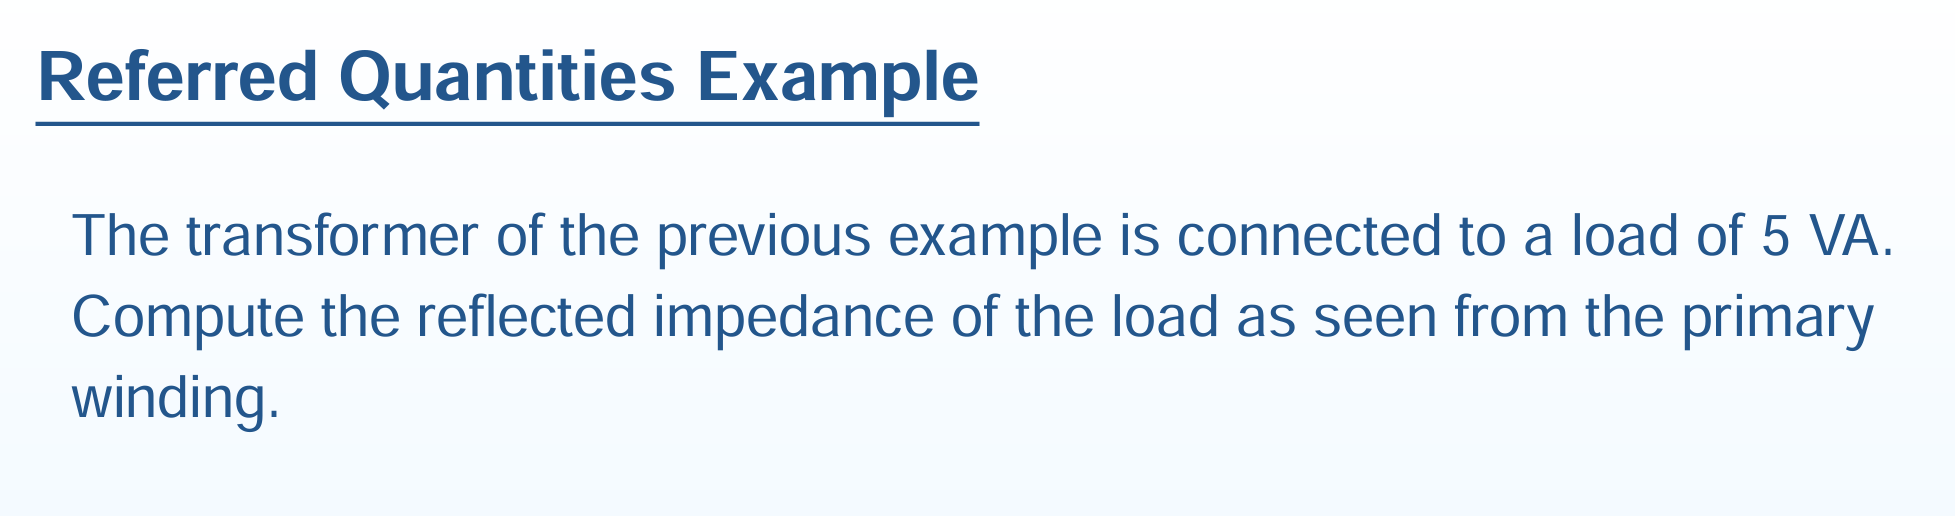 Referred Quantities Example
The transformer of the previous example is connected to a load of 5 VA.
Compute the reflected impedance of the load as seen from the primary
winding.